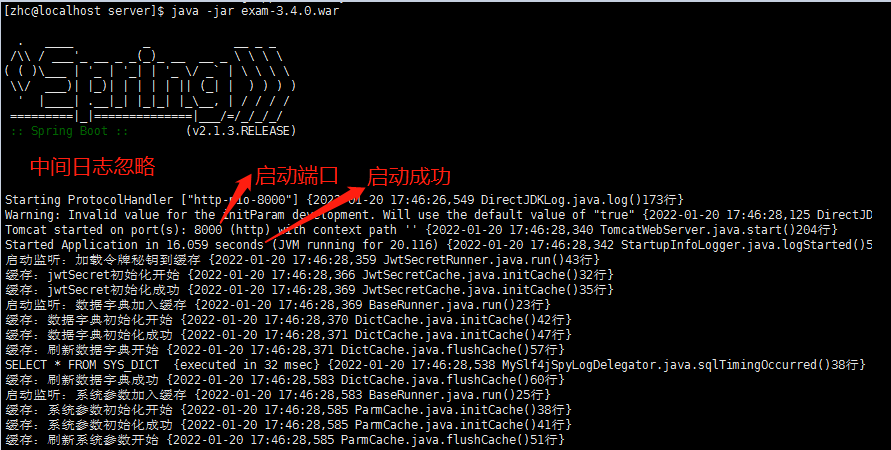 [zhc@localhost server]$ java -jar exam-3.4.0.war
:: Spring Boot :: (v2.1.3.RELEASE)
中间日志忽略
启动端口
启动成功
Starting ProtocolHandler ["http-nio-8000"] {2022-01-20 17:46:26,549 DirectJDKLog.java.log()173行}
Warning: Invalid value for the initParam development. Will use the default value of "true" {2022-01-20 17:46:28,125 DirectJD
Tomcat started on port(s): 8000 (http) with context path '' {2022-01-20 17:46:28,340 TomcatWebServer.java.start()204行}
Started Application in 16.059 seconds (JVM running for 20.116) {2022-01-20 17:46:28,342 StartupInfoLogger.java.logStarted()5
启动监听: 加载令牌秘钥到缓存 {2022-01-20 17:46:28,359 JwtSecretRunner.java.run()43行}
缓存: jwtSecret初始化开始 {2022-01-20 17:46:28,366 JwtSecretCache.java.initCache()32行}
缓存: jwtSecret初始化成功 {2022-01-20 17:46:28,369 JwtSecretCache.java.initCache()35行}
启动监听: 数据字典加入缓存 {2022-01-20 17:46:28,369 BaseRunner.java.run()23行}
缓存: 数据字典初始化开始 {2022-01-20 17:46:28,370 DictCache.java.initCache()42行}
缓存: 数据字典初始化成功 {2022-01-20 17:46:28,371 DictCache.java.initCache()47行}
缓存: 刷新数据字典开始 {2022-01-20 17:46:28,371 DictCache.java.flushCache()57行}
SELECT * FROM SYS_DICT  {executed in 32 msec} {2022-01-20 17:46:28,538 MySlf4jSpyLogDelegator.java.sqlTimingOccurred()38行}
缓存: 刷新数据字典成功 {2022-01-20 17:46:28,583 DictCache.java.flushCache()60行}
启动监听: 系统参数加入缓存 {2022-01-20 17:46:28,583 BaseRunner.java.run()25行}
缓存: 系统参数初始化开始 {2022-01-20 17:46:28,585 ParmCache.java.initCache()38行}
缓存: 系统参数初始化成功 {2022-01-20 17:46:28,585 ParmCache.java.initCache()41行}
缓存: 刷新系统参数开始 {2022-01-20 17:46:28,585 ParmCache.java.flushCache()51行}